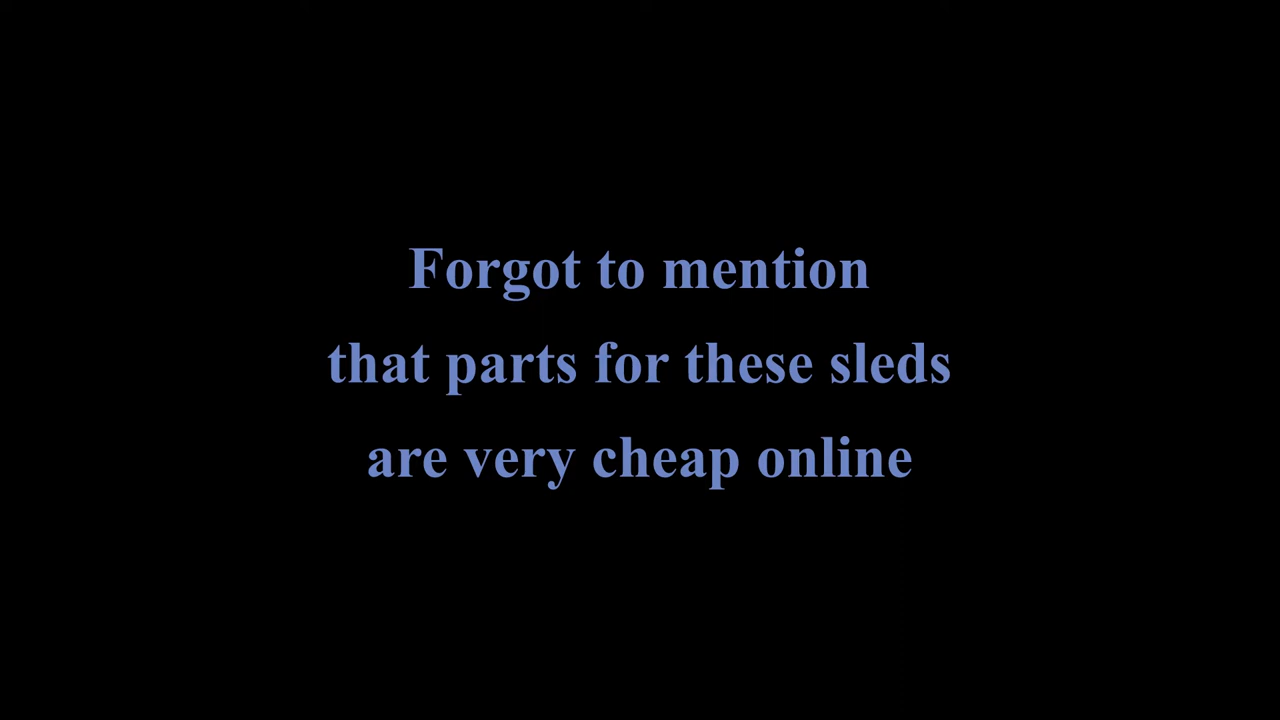 Forgot to mention
that parts for these sleds
are very cheap online